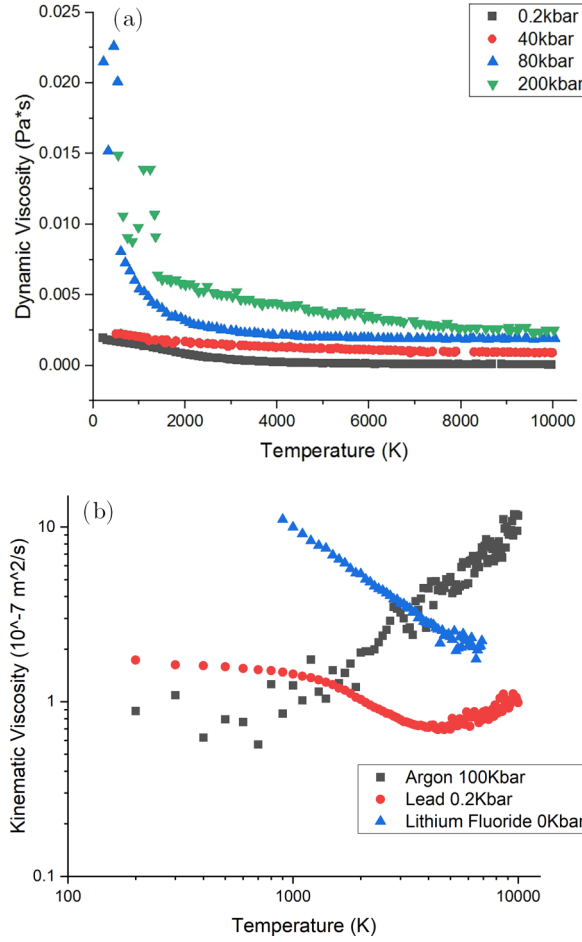 (a)
0.2kbar
40kbar
80kbar
200kbar
0.025
0.020
0.015
0.010
0.005
0.000
Dynamic Viscosity (Pa*s)
0
2000
4000
6000
8000
10000
Temperature (K)
(b)
10
1
0.1
Kinematic Viscosity (10^-7 m^2/s)
Argon 100Kbar
Lead 0.2Kbar
Lithium Fluoride 0Kbar
100
1000
10000
Temperature (K)